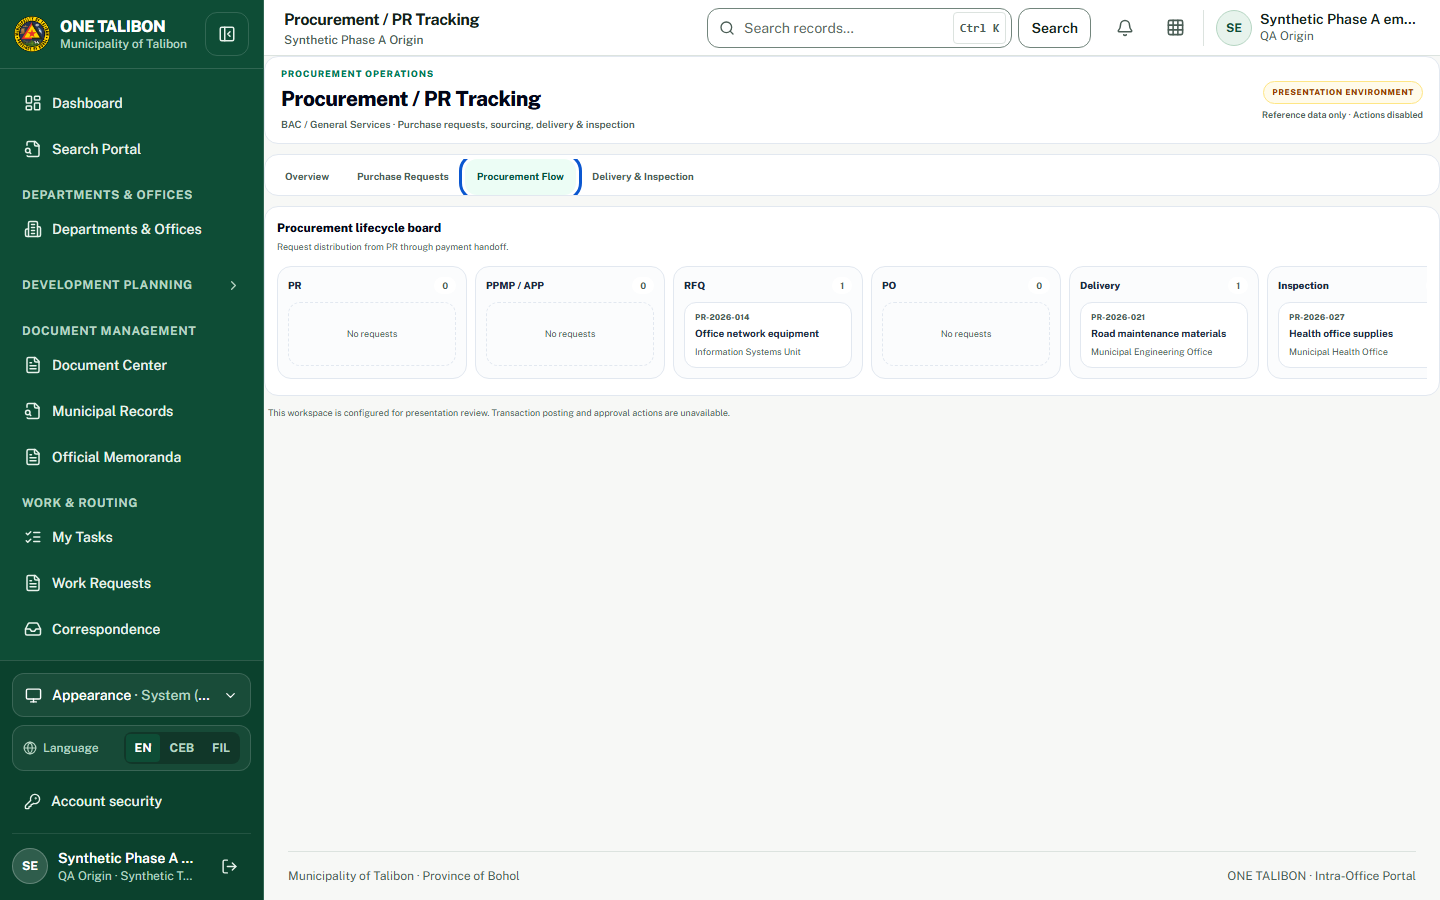 ONE TALIBON
Municipality of Talibon
Dashboard
Search Portal
DEPARTMENTS & OFFICES
Departments & Offices
DEVELOPMENT PLANNING
DOCUMENT MANAGEMENT
Document Center
Municipal Records
Official Memoranda
WORK & ROUTING
My Tasks
Work Requests
Correspondence
Appearance · System (...
Language
EN CEB FIL
Account security
SE
Synthetic Phase A ...
QA Origin · Synthetic T...
Procurement / PR Tracking
Synthetic Phase A Origin
Search records...
Ctrl K
Search
SE
Synthetic Phase A em...
QA Origin
PROCUREMENT OPERATIONS
Procurement / PR Tracking
BAC / General Services · Purchase requests, sourcing, delivery & inspection
PRESENTATION ENVIRONMENT
Reference data only · Actions disabled
Overview
Purchase Requests
Procurement Flow
Delivery & Inspection
Procurement lifecycle board
Request distribution from PR through payment handoff.
PR 0
No requests
PPMP / APP 0
No requests
RFQ 1
PR-2026-014
Office network equipment
Information Systems Unit
PO 0
No requests
Delivery 1
PR-2026-021
Road maintenance materials
Municipal Engineering Office
Inspection
PR-2026-027
Health office supplies
Municipal Health Office
This workspace is configured for presentation review. Transaction posting and approval actions are unavailable.
Municipality of Talibon · Province of Bohol
ONE TALIBON · Intra-Office Portal